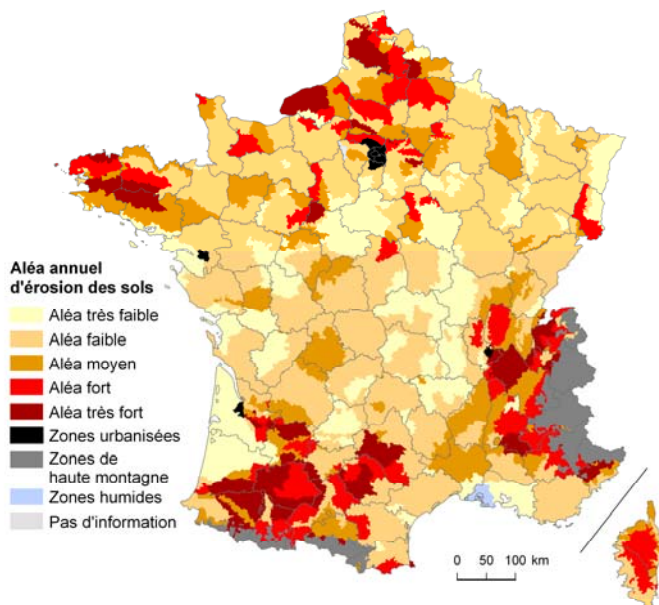 Aléa annuel
d'érosion des sols
Aléa très faible
Aléa faible
Aléa moyen
Aléa fort
Aléa très fort
Zones urbanisées
Zones de
haute montagne
Zones humides
Pas d'information
0 50 100 km